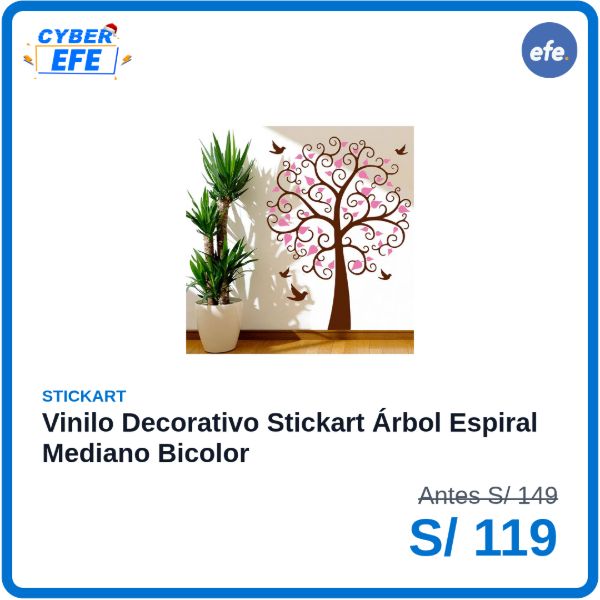 CYBER
EFE
efe.
STICKART
Vinilo Decorativo Stickart Árbol Espiral
Mediano Bicolor
Antes S/ 149
S/ 119